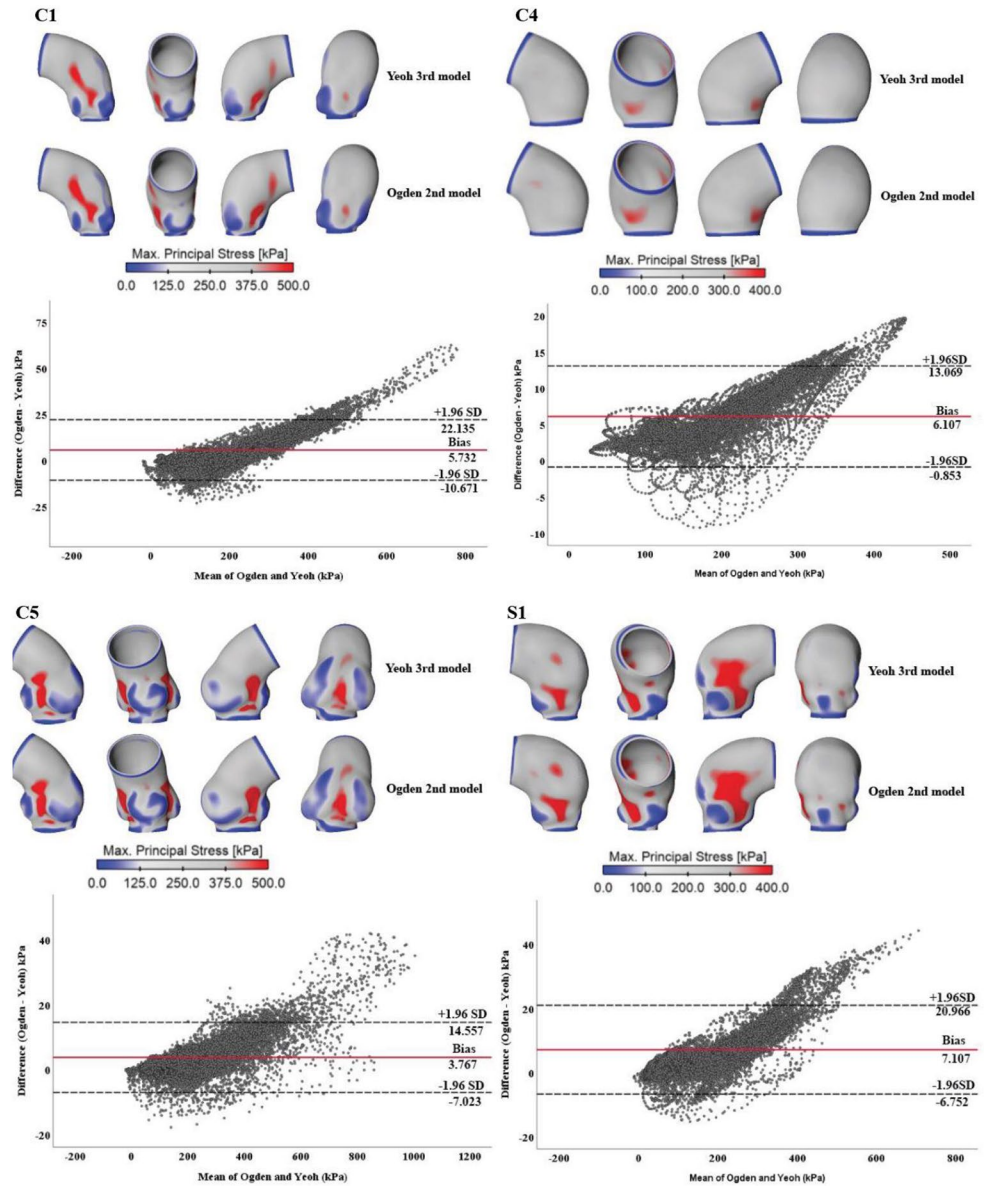 C1
Yeoh 3rd model
Ogden 2nd model
Max. Principal Stress [kPa]
0.0 125.0 250.0 375.0 500.0
Difference (Ogden - Yeoh) kPa
75
50
25
0
-25
+1.96 SD
22.135
Bias
5.732
-1.96 SD
-10.671
-200 0 200 400 600 800
Mean of Ogden and Yeoh (kPa)
C4
Yeoh 3rd model
Ogden 2nd model
Max. Principal Stress [kPa]
0.0 100.0 200.0 300.0 400.0
Difference (Ogden - Yeoh) kPa
20
15
10
5
0
-5
-10
+1.96SD
13.069
Bias
6.107
-1.96SD
-0.853
0 100 200 300 400 500
Mean of Ogden and Yeoh (kPa)
C5
Yeoh 3rd model
Ogden 2nd model
Max. Principal Stress [kPa]
0.0 125.0 250.0 375.0 500.0
Difference (Ogden - Yeoh) kPa
40
20
0
-20
+1.96 SD
14.557
Bias
3.767
-1.96 SD
-7.023
-200 0 200 400 600 800 1000 1200
Mean of Ogden and Yeoh (kPa)
S1
Yeoh 3rd model
Ogden 2nd model
Max. Principal Stress [kPa]
0.0 100.0 200.0 300.0 400.0
Difference (Ogden - Yeoh) kPa
40
20
0
-20
+1.96SD
20.966
Bias
7.107
-1.96SD
-6.752
-200 0 200 400 600 800
Mean of Ogden and Yeoh (kPa)